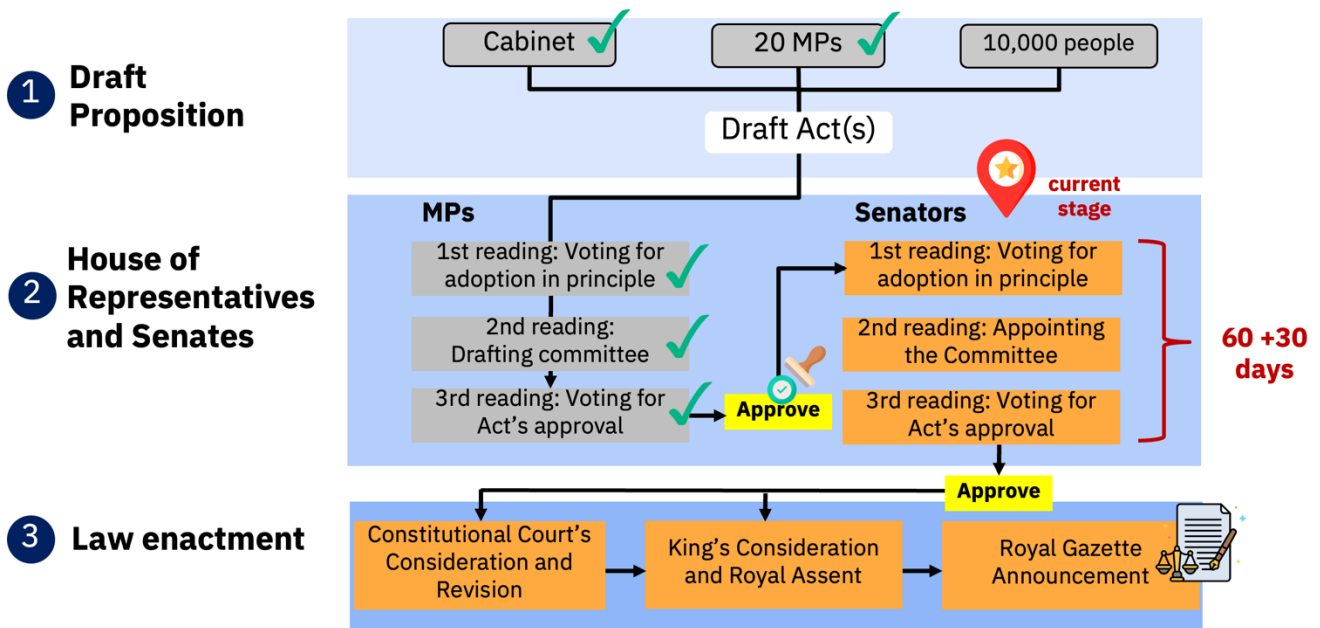 Cabinet
20 MPs
10,000 people
1
Draft
Proposition
Draft Act(s)
current
stage
MPs
Senators
2
House of
Representatives
and Senates
1st reading: Voting for
adoption in principle
2nd reading:
Drafting committee
3rd reading: Voting for
Act's approval
Approve
1st reading: Voting for
adoption in principle
2nd reading: Appointing
the Committee
3rd reading: Voting for
Act's approval
60 +30
days
Approve
3
Law enactment
Constitutional Court's
Consideration and
Revision
King's Consideration
and Royal Assent
Royal Gazette
Announcement